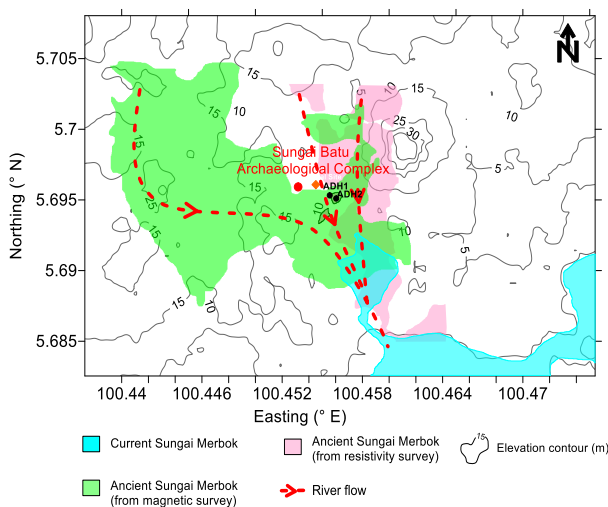 5.705
5.7
5.695
5.69
5.685
Northing (° N)
15
15
10
15
10
5
10
15
25
30
10
5
15
25
15
15
10
10
5
15
10
5
N
Sungai Batu
Archaeological Complex
ADH1
ADH2
100.44
100.446
100.452
100.458
100.464
100.47
Easting (° E)
Current Sungai Merbok
Ancient Sungai Merbok
(from resistivity survey)
15
Elevation contour (m)
Ancient Sungai Merbok
(from magnetic survey)
River flow